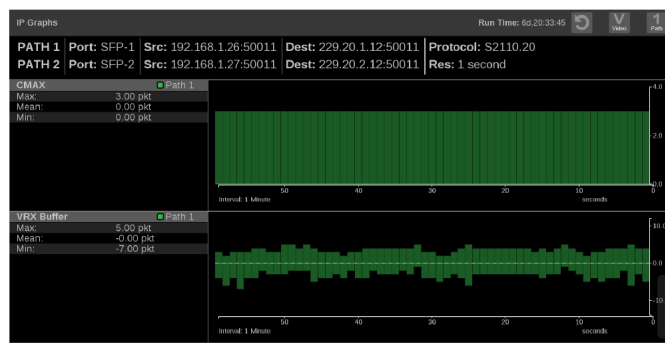 IP Graphs Run Time: 6d.20:33:45 V Video 1 Path
PATH 1 Port: SFP-1 Src: 192.168.1.26:50011 Dest: 229.20.1.12:50011 Protocol: S2110.20
PATH 2 Port: SFP-2 Src: 192.168.1.27:50011 Dest: 229.20.2.12:50011 Res: 1 second
CMAX Path 1
Max: 3.00 pkt
Mean: 0.00 pkt
Min: 0.00 pkt
4.0
2.0
0.0
50 40 30 20 10 0
Interval: 1 Minute seconds
VRX Buffer Path 1
Max: 5.00 pkt
Mean: -0.00 pkt
Min: -7.00 pkt
10.0
0.0
-10
50 40 30 20 10 0
Interval: 1 Minute seconds